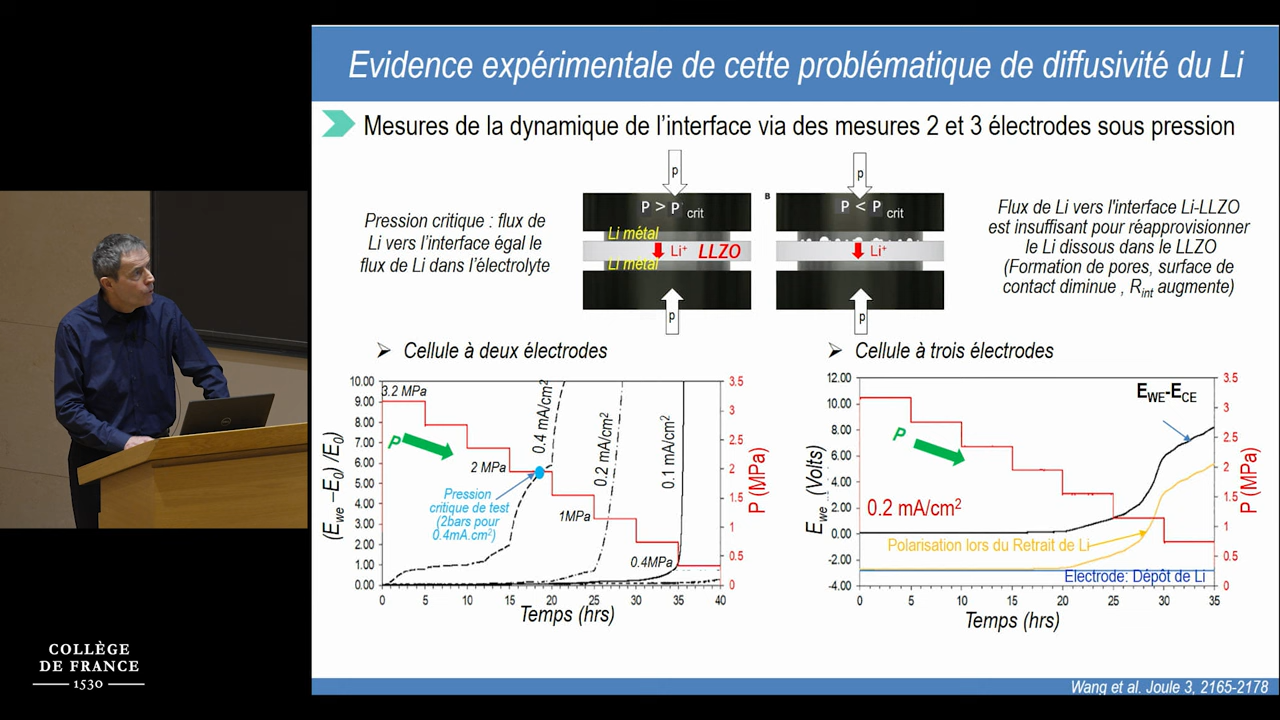 Evidence expérimentale de cette problématique de diffusivité du Li
Mesures de la dynamique de l'interface via des mesures 2 et 3 électrodes sous pression
Pression critique : flux de
Li vers l'interface égal le
flux de Li dans l'électrolyte
p
P > P crit
Li métal
Li⁺ LLZO
Li métal
p
B
p
P < P crit
Li⁺
p
Flux de Li vers l'interface Li-LLZO
est insuffisant pour réapprovisionner
le Li dissous dans le LLZO
(Formation de pores, surface de
contact diminue , Rint augmente)
Cellule à deux électrodes
(Ewe –E0) /E0)
10.00
9.00
8.00
7.00
6.00
5.00
4.00
3.00
2.00
1.00
0.00
3.2 MPa
P
2 MPa
Pression
critique de test
(2bars pour
0.4mA.cm²)
0.4 mA/cm²
0.2 mA/cm²
0.1 mA/cm²
1MPa
0.4MPa
3.5
3
2.5
2
1.5
1
0.5
0
P (MPa)
0 5 10 15 20 25 30 35 40
Temps (hrs)
Cellule à trois électrodes
Ewe (Volts)
12.00
8.00
6.00
4.00
2.00
0.00
-2.00
-4.00
P
EWE-ECE
0.2 mA/cm²
Polarisation lors du Retrait de Li
Electrode: Dépôt de Li
3.5
3
2.5
2
1.5
1
0.5
0
P (MPa)
0 5 10 15 20 25 30 35
Temps (hrs)
Wang et al. Joule 3, 2165-2178
COLLÈGE
DE FRANCE
1530